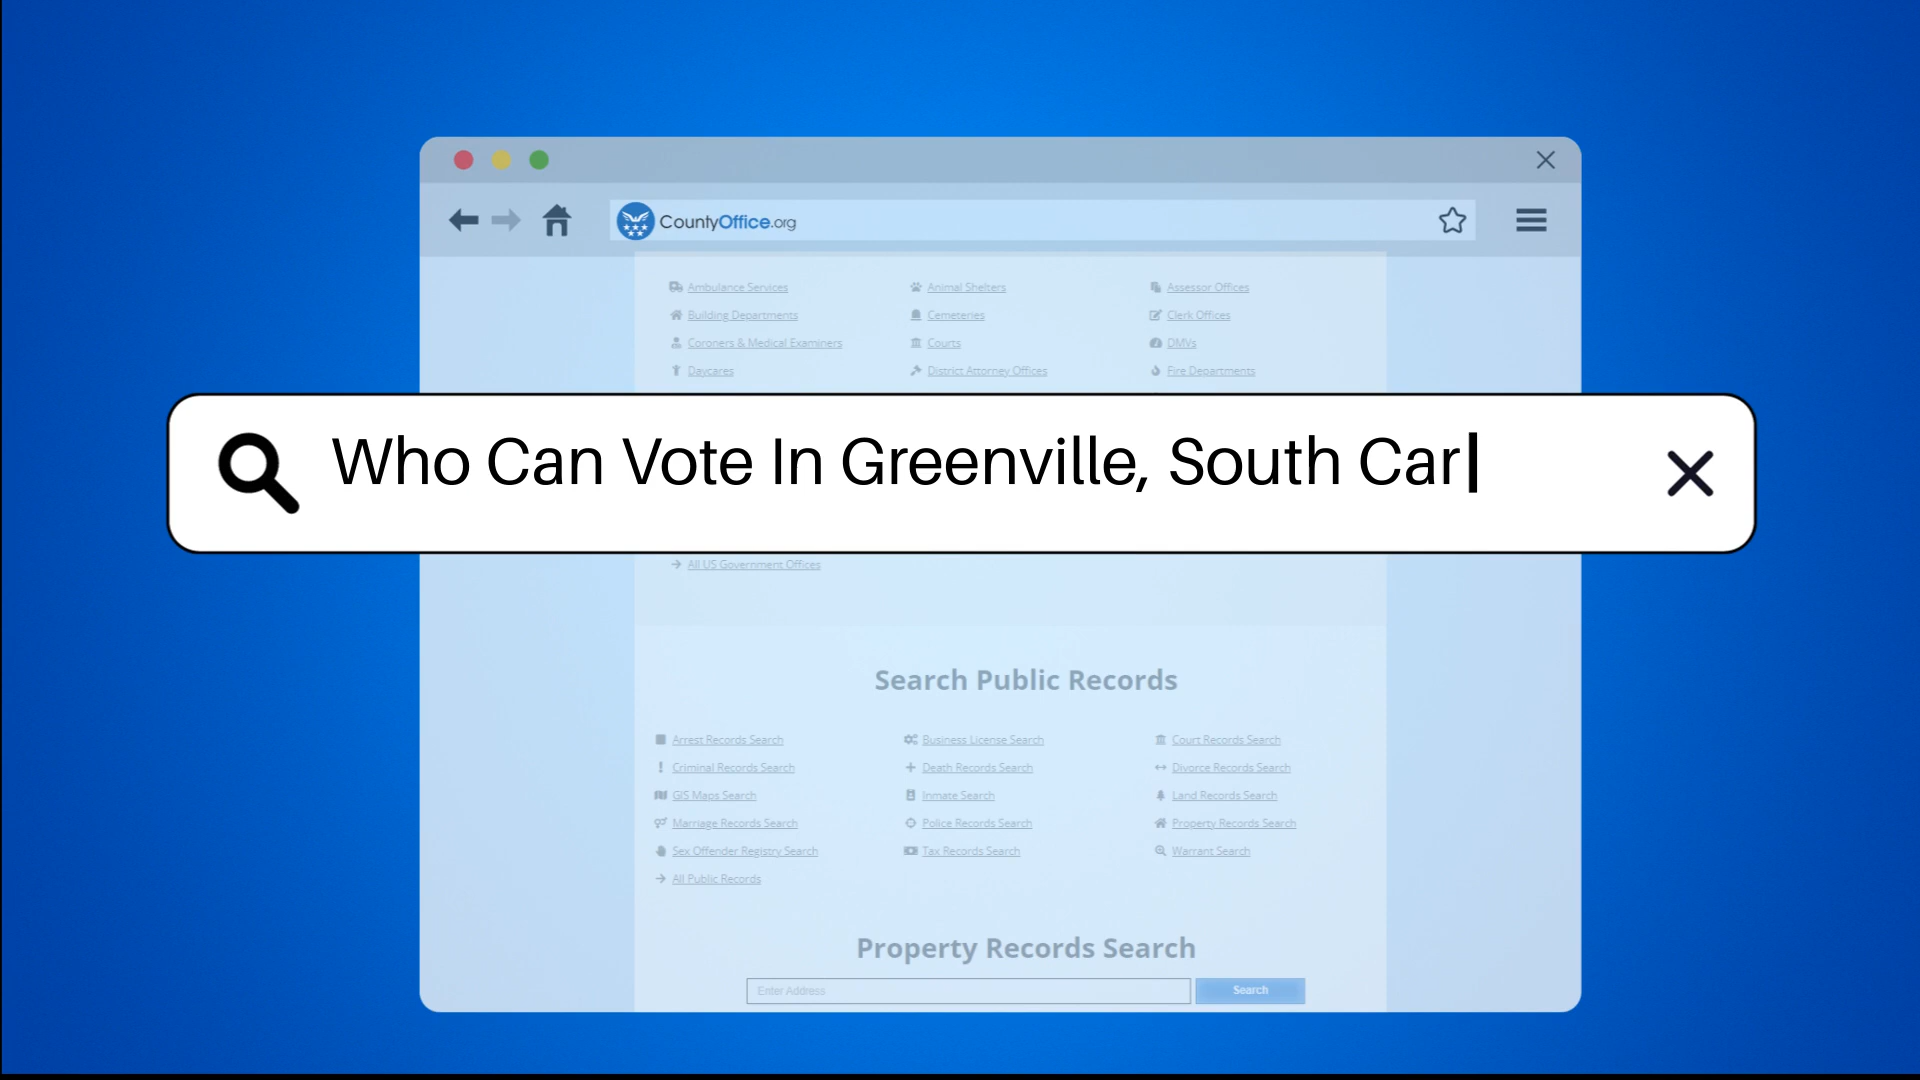 CountyOffice.org
Ambulance Services Animal Shelters Assessor Offices
Building Departments Cemeteries Clerk Offices
Coroners & Medical Examiners Courts DMVs
Daycares District Attorney Offices Fire Departments
Who Can Vote In Greenville, South Car
All US Government Offices
Search Public Records
Arrest Records Search Business License Search Court Records Search
Criminal Records Search Death Records Search Divorce Records Search
GIS Maps Search Inmate Search Land Records Search
Marriage Records Search Police Records Search Property Records Search
Sex Offender Registry Search Tax Records Search Warrant Search
All Public Records
Property Records Search
Enter Address Search